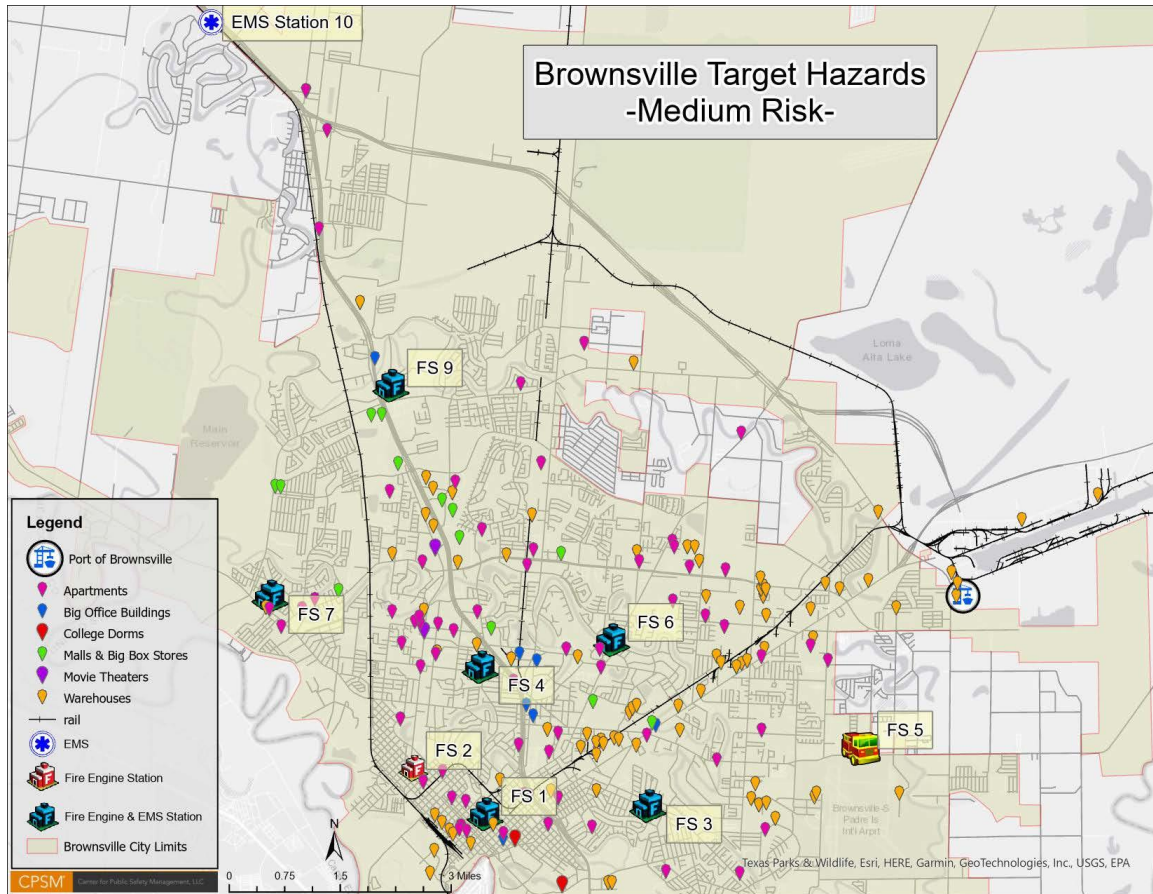 EMS Station 10
Brownsville Target Hazards
-Medium Risk-
Loma
Alta Lake
FS 9
Main
Reservoir
Legend
Port of Brownsville
Apartments
Big Office Buildings
College Dorms
Malls & Big Box Stores
Movie Theaters
Warehouses
rail
EMS
Fire Engine Station
Fire Engine & EMS Station
Brownsville City Limits
FS 7
FS 6
FS 4
FS 5
FS 2
FS 1
FS 3
Brownsville-S
Padre Is
Int'l Arprt
N
0 0.75 1.5 3 Miles
Texas Parks & Wildlife, Esri, HERE, Garmin, GeoTechnologies, Inc., USGS, EPA
CPSM® Center for Public Safety Management, LLC